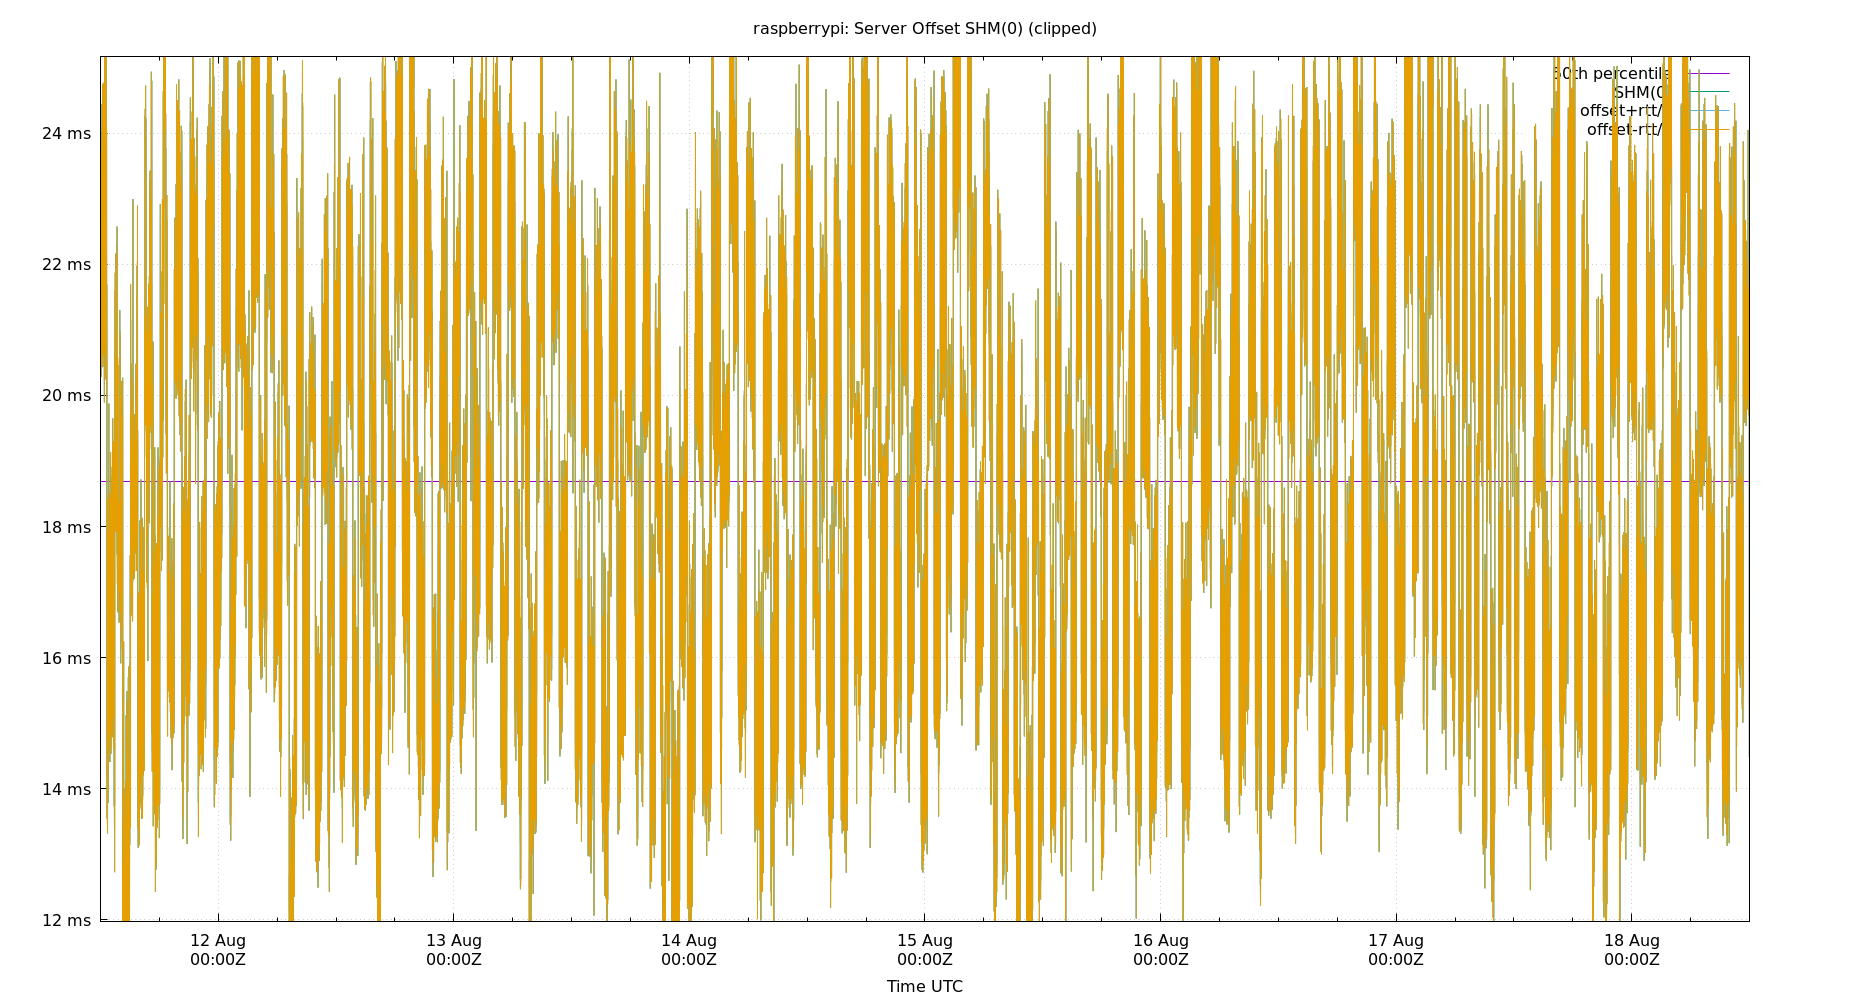 raspberrypi: Server Offset SHM(0) (clipped)
50th percentile
SHM(0
offset+rtt/
offset-rtt/
24 ms
22 ms
20 ms
18 ms
16 ms
14 ms
12 ms
12 Aug
00:00Z
13 Aug
00:00Z
14 Aug
00:00Z
15 Aug
00:00Z
16 Aug
00:00Z
17 Aug
00:00Z
18 Aug
00:00Z
Time UTC